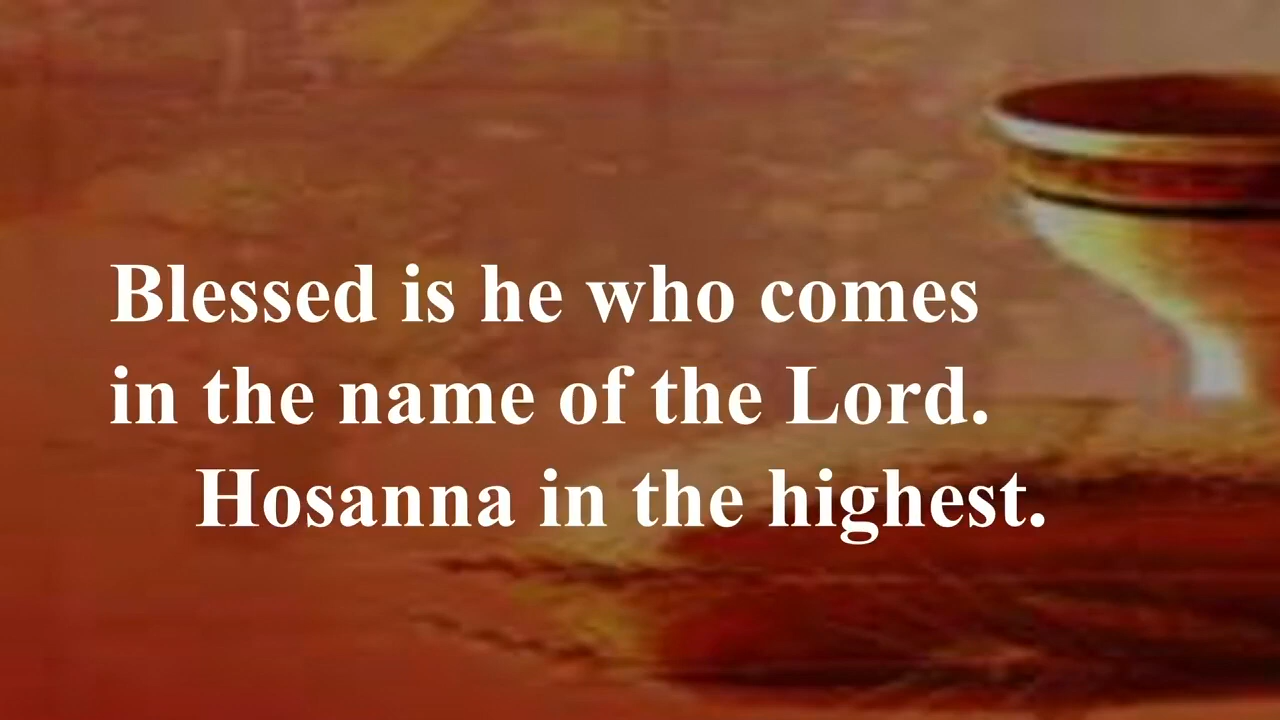 Blessed is he who comes
in the name of the Lord.
Hosanna in the highest.